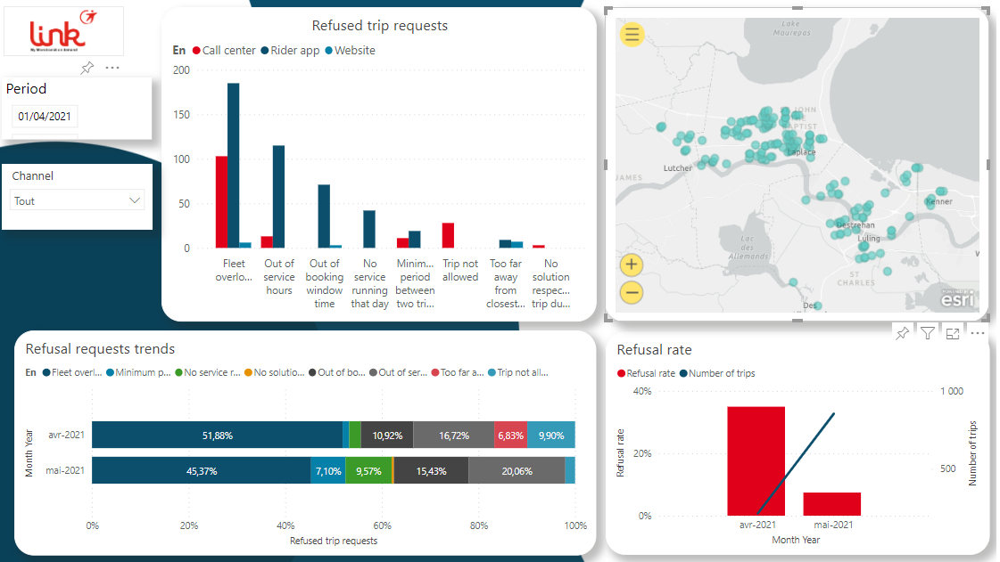 link
Period
01/04/2021
Channel
Tout
Refused trip requests
En Call center Rider app Website
200
150
100
50
0
Fleet overlo...
Out of service hours
Out of booking window time
No service running that day
Minim... period between two tri...
Trip not allowed
Too far away from closest...
No solution respec... trip du...
Lake
Maurepas
JOHN
BAPTIST
Laplace
Lutcher
JAMES
Kenner
Destrehan
Luling
Lac
des
Allemands
ST
CHARLES
Des
POWERED BY
esri
Refusal requests trends
En Fleet overl... Minimum p... No service r... No solutio... Out of bo... Out of ser... Too far a... Trip not all...
Month Year
avr-2021
51,88% 10,92% 16,72% 6,83% 9,90%
mai-2021
45,37% 7,10% 9,57% 15,43% 20,06%
0% 20% 40% 60% 80% 100%
Refused trip requests
Refusal rate
Refusal rate Number of trips
40%
20%
0%
Refusal rate
1 000
500
Number of trips
avr-2021 mai-2021
Month Year